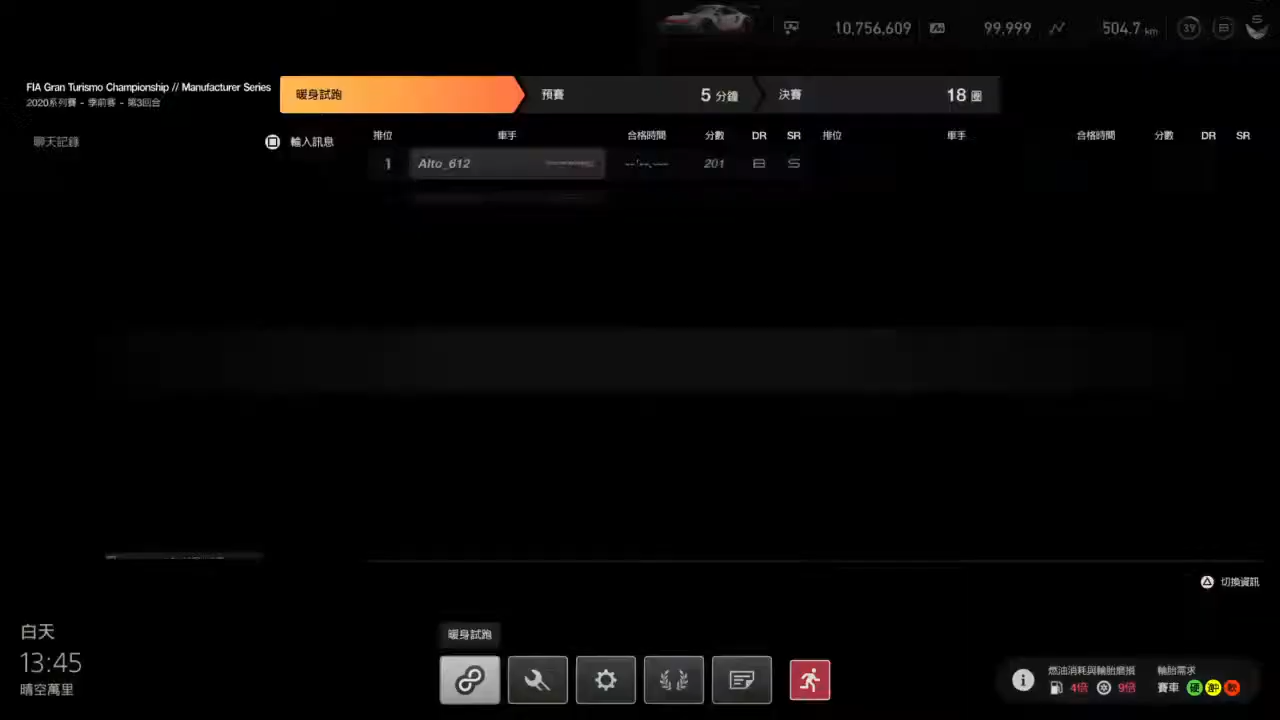 10,756,609 99,999 504.7 km 39 B S
FIA Gran Turismo Championship // Manufacturer Series
2020系列賽 - 季前賽 - 第3回合
暖身試跑 預賽 5 分鐘 決賽 18 圈
聊天記錄 輸入訊息
排位 車手 合格時間 分數 DR SR 排位 車手 合格時間 分數 DR SR
1 Alto_612 --'--.--- 201 B S
切換資訊
白天
13:45
晴空萬里
暖身試跑
燃油消耗與輪胎磨損 輪胎需求
4倍 9倍 賽車 硬 軟